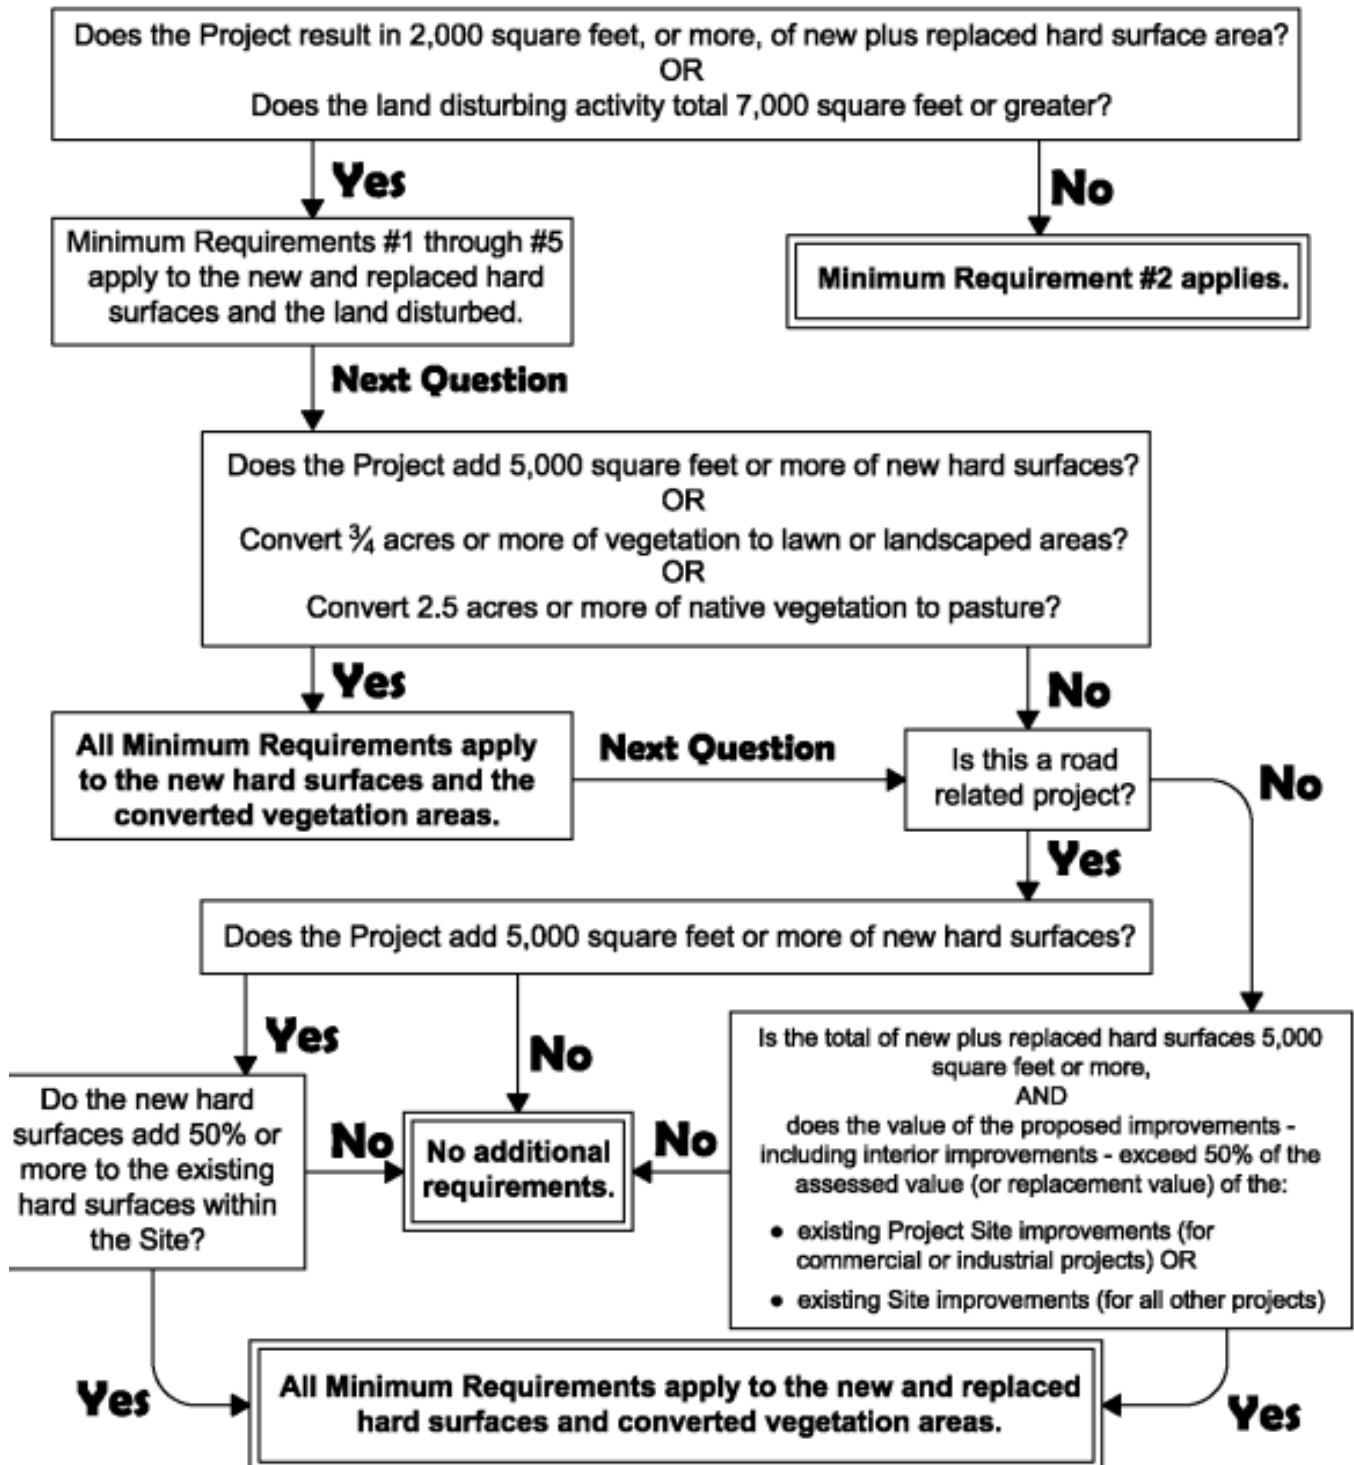 Does the Project result in 2,000 square feet, or more, of new plus replaced hard surface area?
OR
Does the land disturbing activity total 7,000 square feet or greater?
Yes
No
Minimum Requirements #1 through #5
apply to the new and replaced hard
surfaces and the land disturbed.
Minimum Requirement #2 applies.
Next Question
Does the Project add 5,000 square feet or more of new hard surfaces?
OR
Convert ¾ acres or more of vegetation to lawn or landscaped areas?
OR
Convert 2.5 acres or more of native vegetation to pasture?
Yes
No
All Minimum Requirements apply
to the new hard surfaces and the
converted vegetation areas.
Next Question
Is this a road
related project?
No
Yes
Does the Project add 5,000 square feet or more of new hard surfaces?
Yes
No
Do the new hard
surfaces add 50% or
more to the existing
hard surfaces within
the Site?
No
No additional
requirements.
No
Is the total of new plus replaced hard surfaces 5,000
square feet or more,
AND
does the value of the proposed improvements -
including interior improvements - exceed 50% of the
assessed value (or replacement value) of the:
● existing Project Site improvements (for
commercial or industrial projects) OR
● existing Site improvements (for all other projects)
Yes
All Minimum Requirements apply to the new and replaced
hard surfaces and converted vegetation areas.
Yes